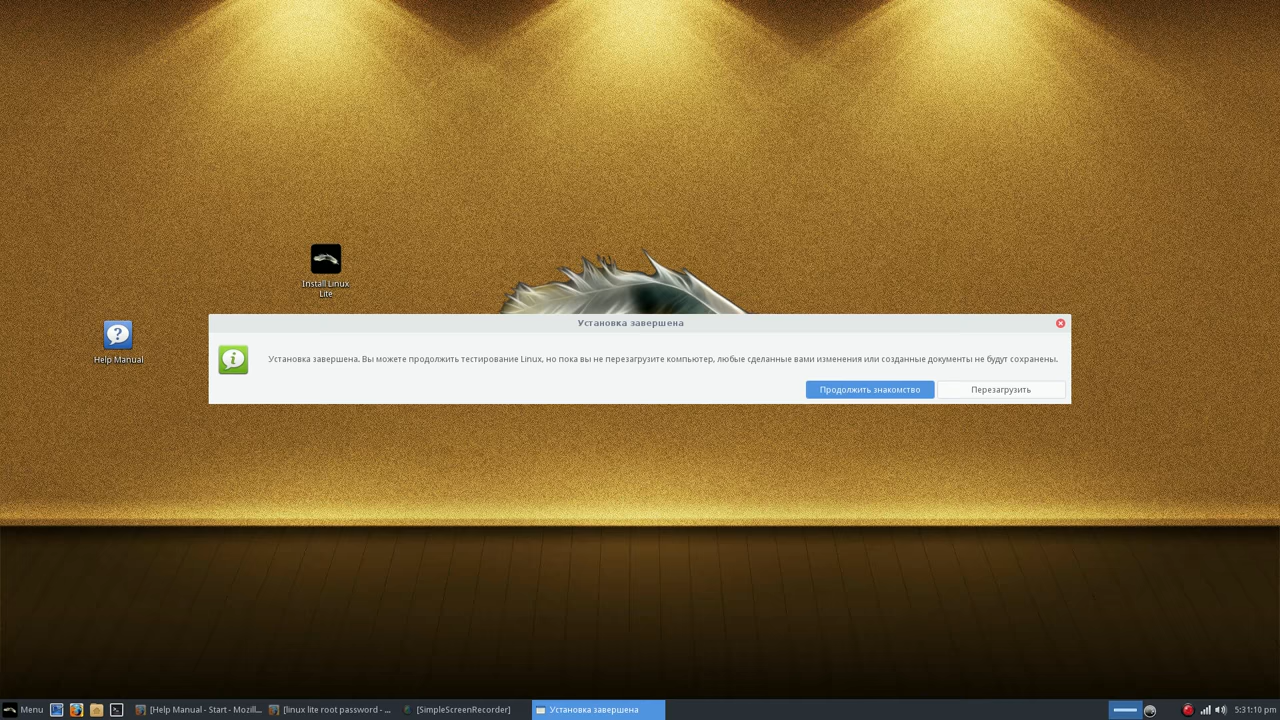 Install Linux
Lite
Help Manual
Установка завершена
Установка завершена. Вы можете продолжить тестирование Linux, но пока вы не перезагрузите компьютер, любые сделанные вами изменения или созданные документы не будут сохранены.
Продолжить знакомство
Перезагрузить
Menu
[Help Manual - Start - Mozill...
[linux lite root password - ...
[SimpleScreenRecorder]
Установка завершена
5:31:10 pm